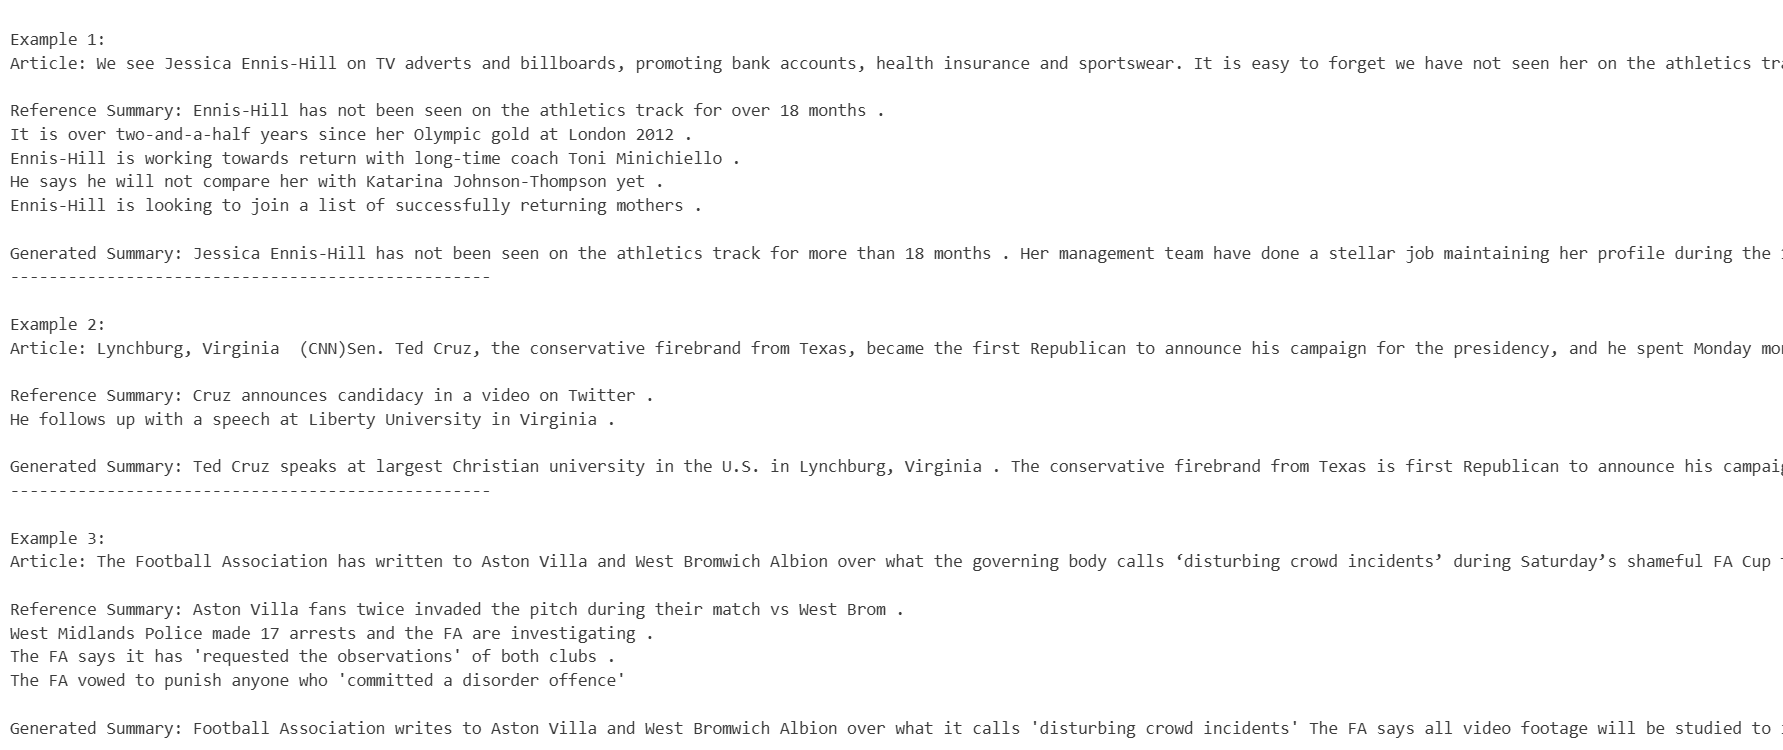 Example 1:
Article: We see Jessica Ennis-Hill on TV adverts and billboards, promoting bank accounts, health insurance and sportswear. It is easy to forget we have not seen her on the athletics
Reference Summary: Ennis-Hill has not been seen on the athletics track for over 18 months .
It is over two-and-a-half years since her Olympic gold at London 2012 .
Ennis-Hill is working towards return with long-time coach Toni Minichiello .
He says he will not compare her with Katarina Johnson-Thompson yet .
Ennis-Hill is looking to join a list of successfully returning mothers .
Generated Summary: Jessica Ennis-Hill has not been seen on the athletics track for more than 18 months . Her management team have done a stellar job maintaining her profile during the
--------------------------------------------------
Example 2:
Article: Lynchburg, Virginia  (CNN)Sen. Ted Cruz, the conservative firebrand from Texas, became the first Republican to announce his campaign for the presidency, and he spent Monday
Reference Summary: Cruz announces candidacy in a video on Twitter .
He follows up with a speech at Liberty University in Virginia .
Generated Summary: Ted Cruz speaks at largest Christian university in the U.S. in Lynchburg, Virginia . The conservative firebrand from Texas is first Republican to announce his
--------------------------------------------------
Example 3:
Article: The Football Association has written to Aston Villa and West Bromwich Albion over what the governing body calls ‘disturbing crowd incidents’ during Saturday’s shameful FA Cup
Reference Summary: Aston Villa fans twice invaded the pitch during their match vs West Brom .
West Midlands Police made 17 arrests and the FA are investigating .
The FA says it has 'requested the observations' of both clubs .
The FA vowed to punish anyone who 'committed a disorder offence'
Generated Summary: Football Association writes to Aston Villa and West Bromwich Albion over what it calls 'disturbing crowd incidents' The FA says all video footage will be studied to